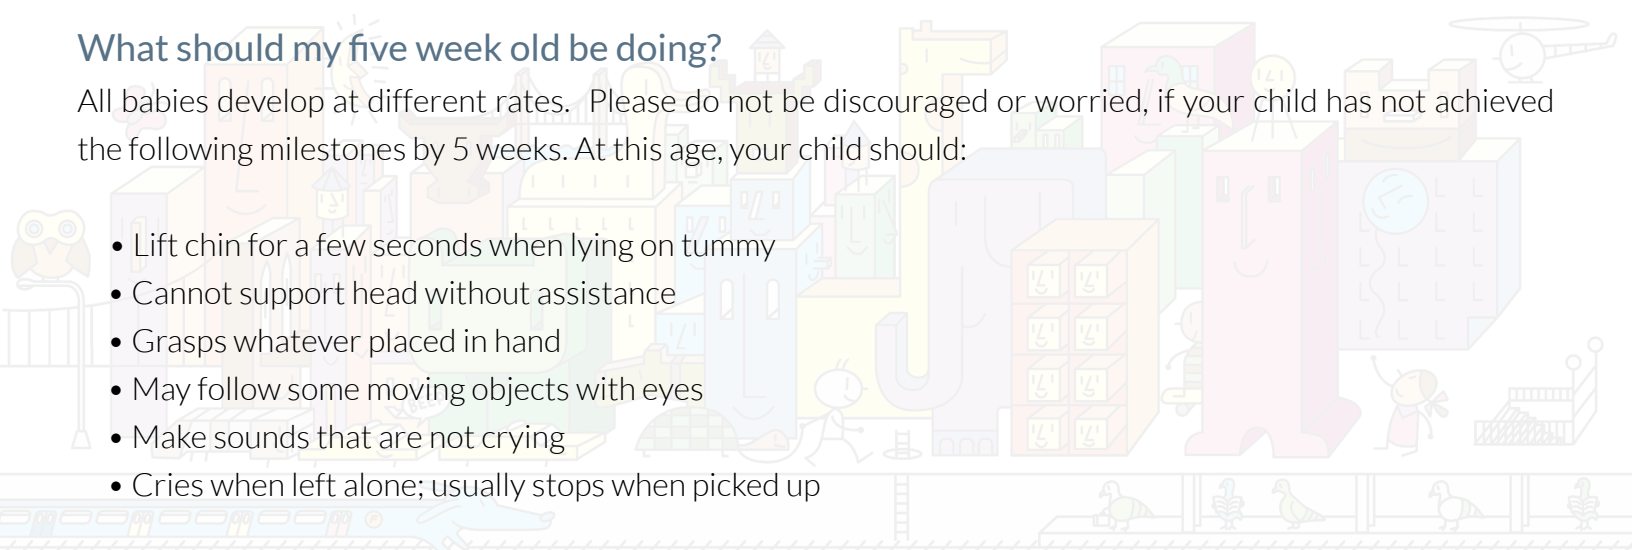 What should my five week old be doing?
All babies develop at different rates.  Please do not be discouraged or worried, if your child has not achieved
the following milestones by 5 weeks. At this age, your child should:
• Lift chin for a few seconds when lying on tummy
• Cannot support head without assistance
• Grasps whatever placed in hand
• May follow some moving objects with eyes
• Make sounds that are not crying
• Cries when left alone; usually stops when picked up